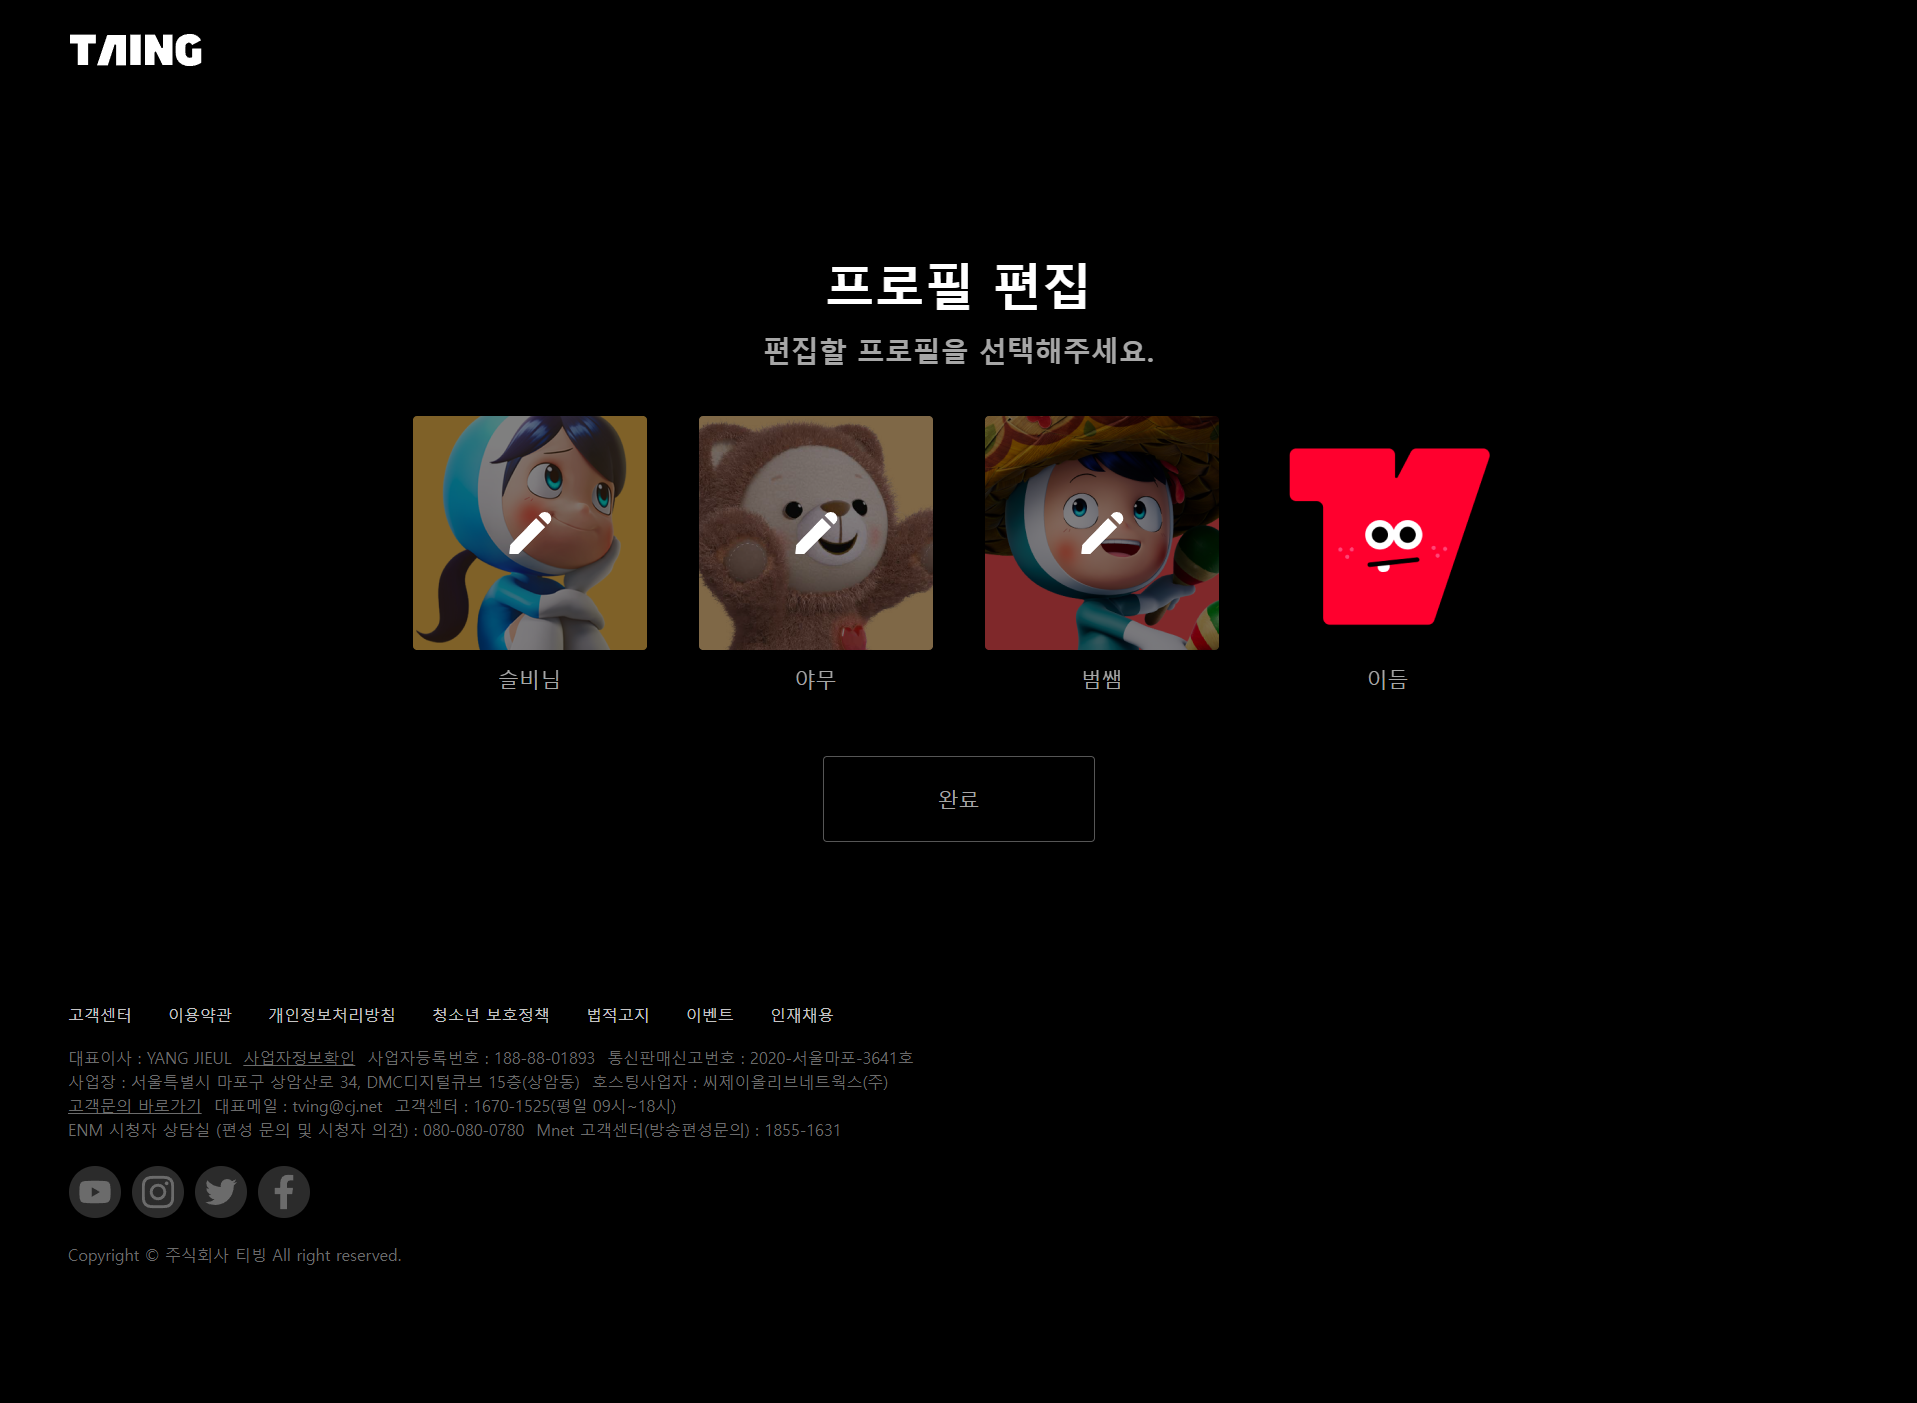 TAING
프로필 편집
편집할 프로필을 선택해주세요.
슬비님 야무 범쌤 이듬
완료
고객센터 이용약관 개인정보처리방침 청소년 보호정책 법적고지 이벤트 인재채용
대표이사 : YANG JIEUL 사업자정보확인 사업자등록번호 : 188-88-01893 통신판매신고번호 : 2020-서울마포-3641호
사업장 : 서울특별시 마포구 상암산로 34, DMC디지털큐브 15층(상암동) 호스팅사업자 : 씨제이올리브네트웍스(주)
고객문의 바로가기 대표메일 : tving@cj.net 고객센터 : 1670-1525(평일 09시~18시)
ENM 시청자 상담실 (편성 문의 및 시청자 의견) : 080-080-0780 Mnet 고객센터(방송편성문의) : 1855-1631
Copyright © 주식회사 티빙 All right reserved.